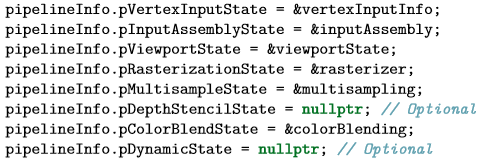 pipelineInfo.pVertexInputState = &vertexInputInfo;
pipelineInfo.pInputAssemblyState = &inputAssembly;
pipelineInfo.pViewportState = &viewportState;
pipelineInfo.pRasterizationState = &rasterizer;
pipelineInfo.pMultisampleState = &multisampling;
pipelineInfo.pDepthStencilState = nullptr; // Optional
pipelineInfo.pColorBlendState = &colorBlending;
pipelineInfo.pDynamicState = nullptr; // Optional